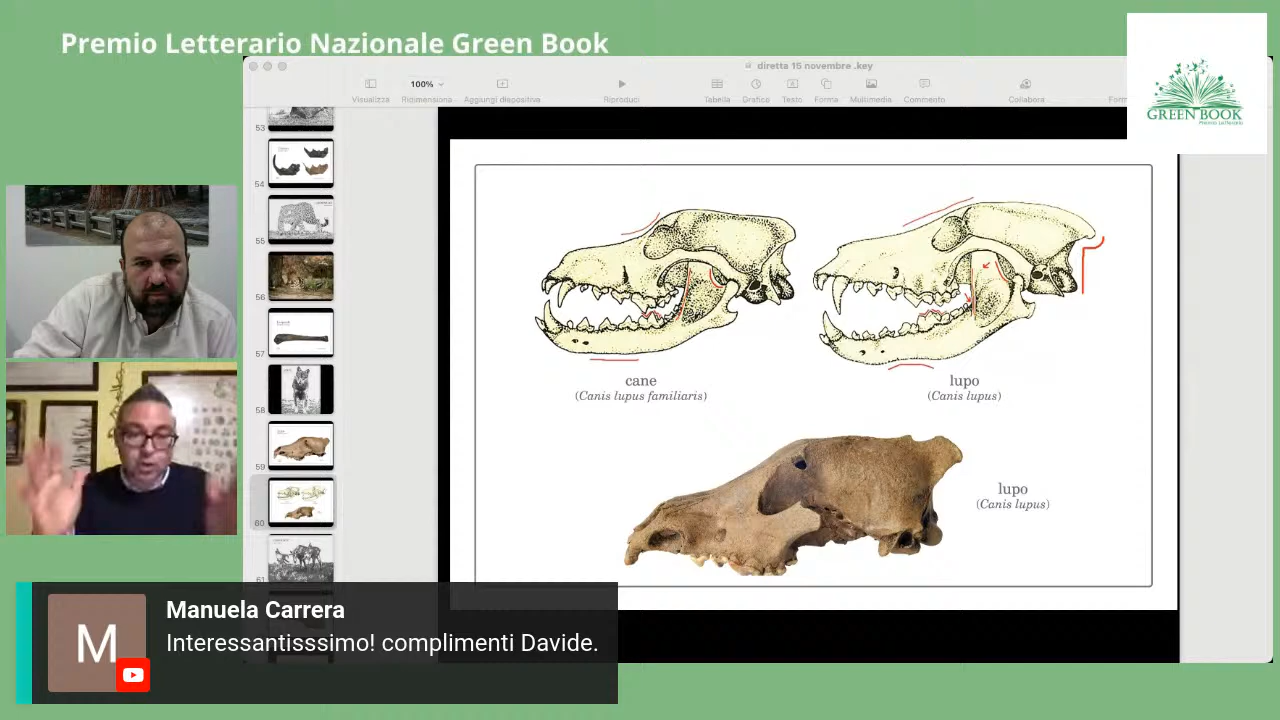 Premio Letterario Nazionale Green Book
diretta 15 novembre .key
100%
Visualizza
Ridimensiona
Aggiungi diapositiva
Riproduci
Tabella
Grafico
Testo
Forma
Multimedia
Commento
Collabora
Form
GREEN BOOK
53
54
55
56
57
58
59
60
61
cane
(Canis lupus familiaris)
lupo
(Canis lupus)
lupo
(Canis lupus)
M
Manuela Carrera
Interessantisssimo! complimenti Davide.